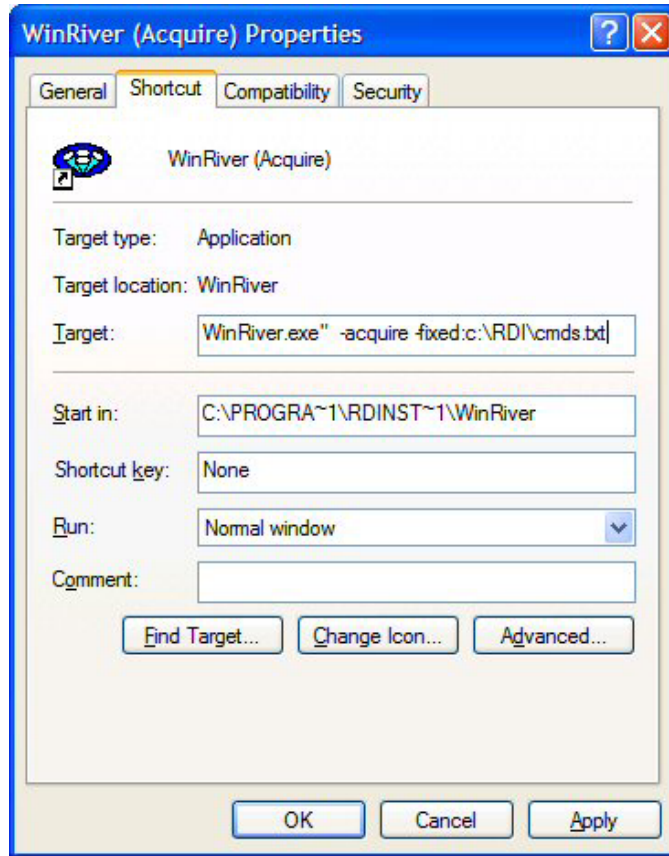 WinRiver (Acquire) Properties
General Shortcut Compatibility Security
WinRiver (Acquire)
Target type: Application
Target location: WinRiver
Target: WinRiver.exe" -acquire -fixed:c:\RDI\cmds.txt
Start in: C:\PROGRA~1\RDINST~1\WinRiver
Shortcut key: None
Run: Normal window
Comment:
Find Target... Change Icon... Advanced...
OK Cancel Apply